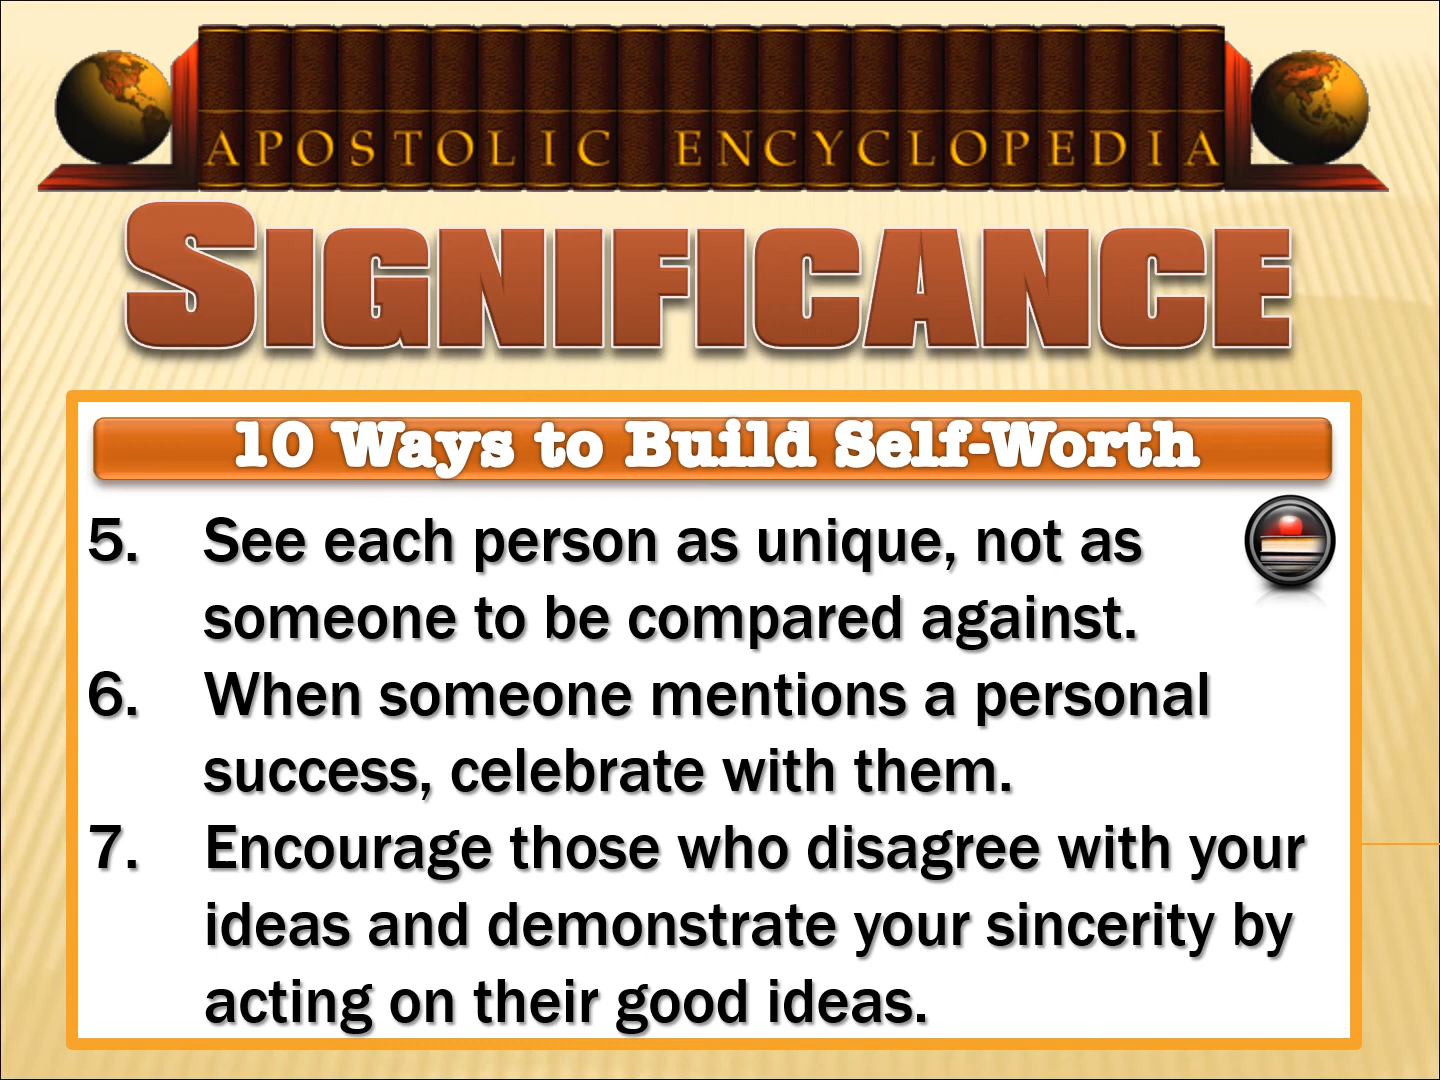 APOSTOLIC ENCYCLOPEDIA
SIGNIFICANCE
10 Ways to Build Self-Worth
5. See each person as unique, not as
someone to be compared against.
6. When someone mentions a personal
success, celebrate with them.
7. Encourage those who disagree with your
ideas and demonstrate your sincerity by
acting on their good ideas.